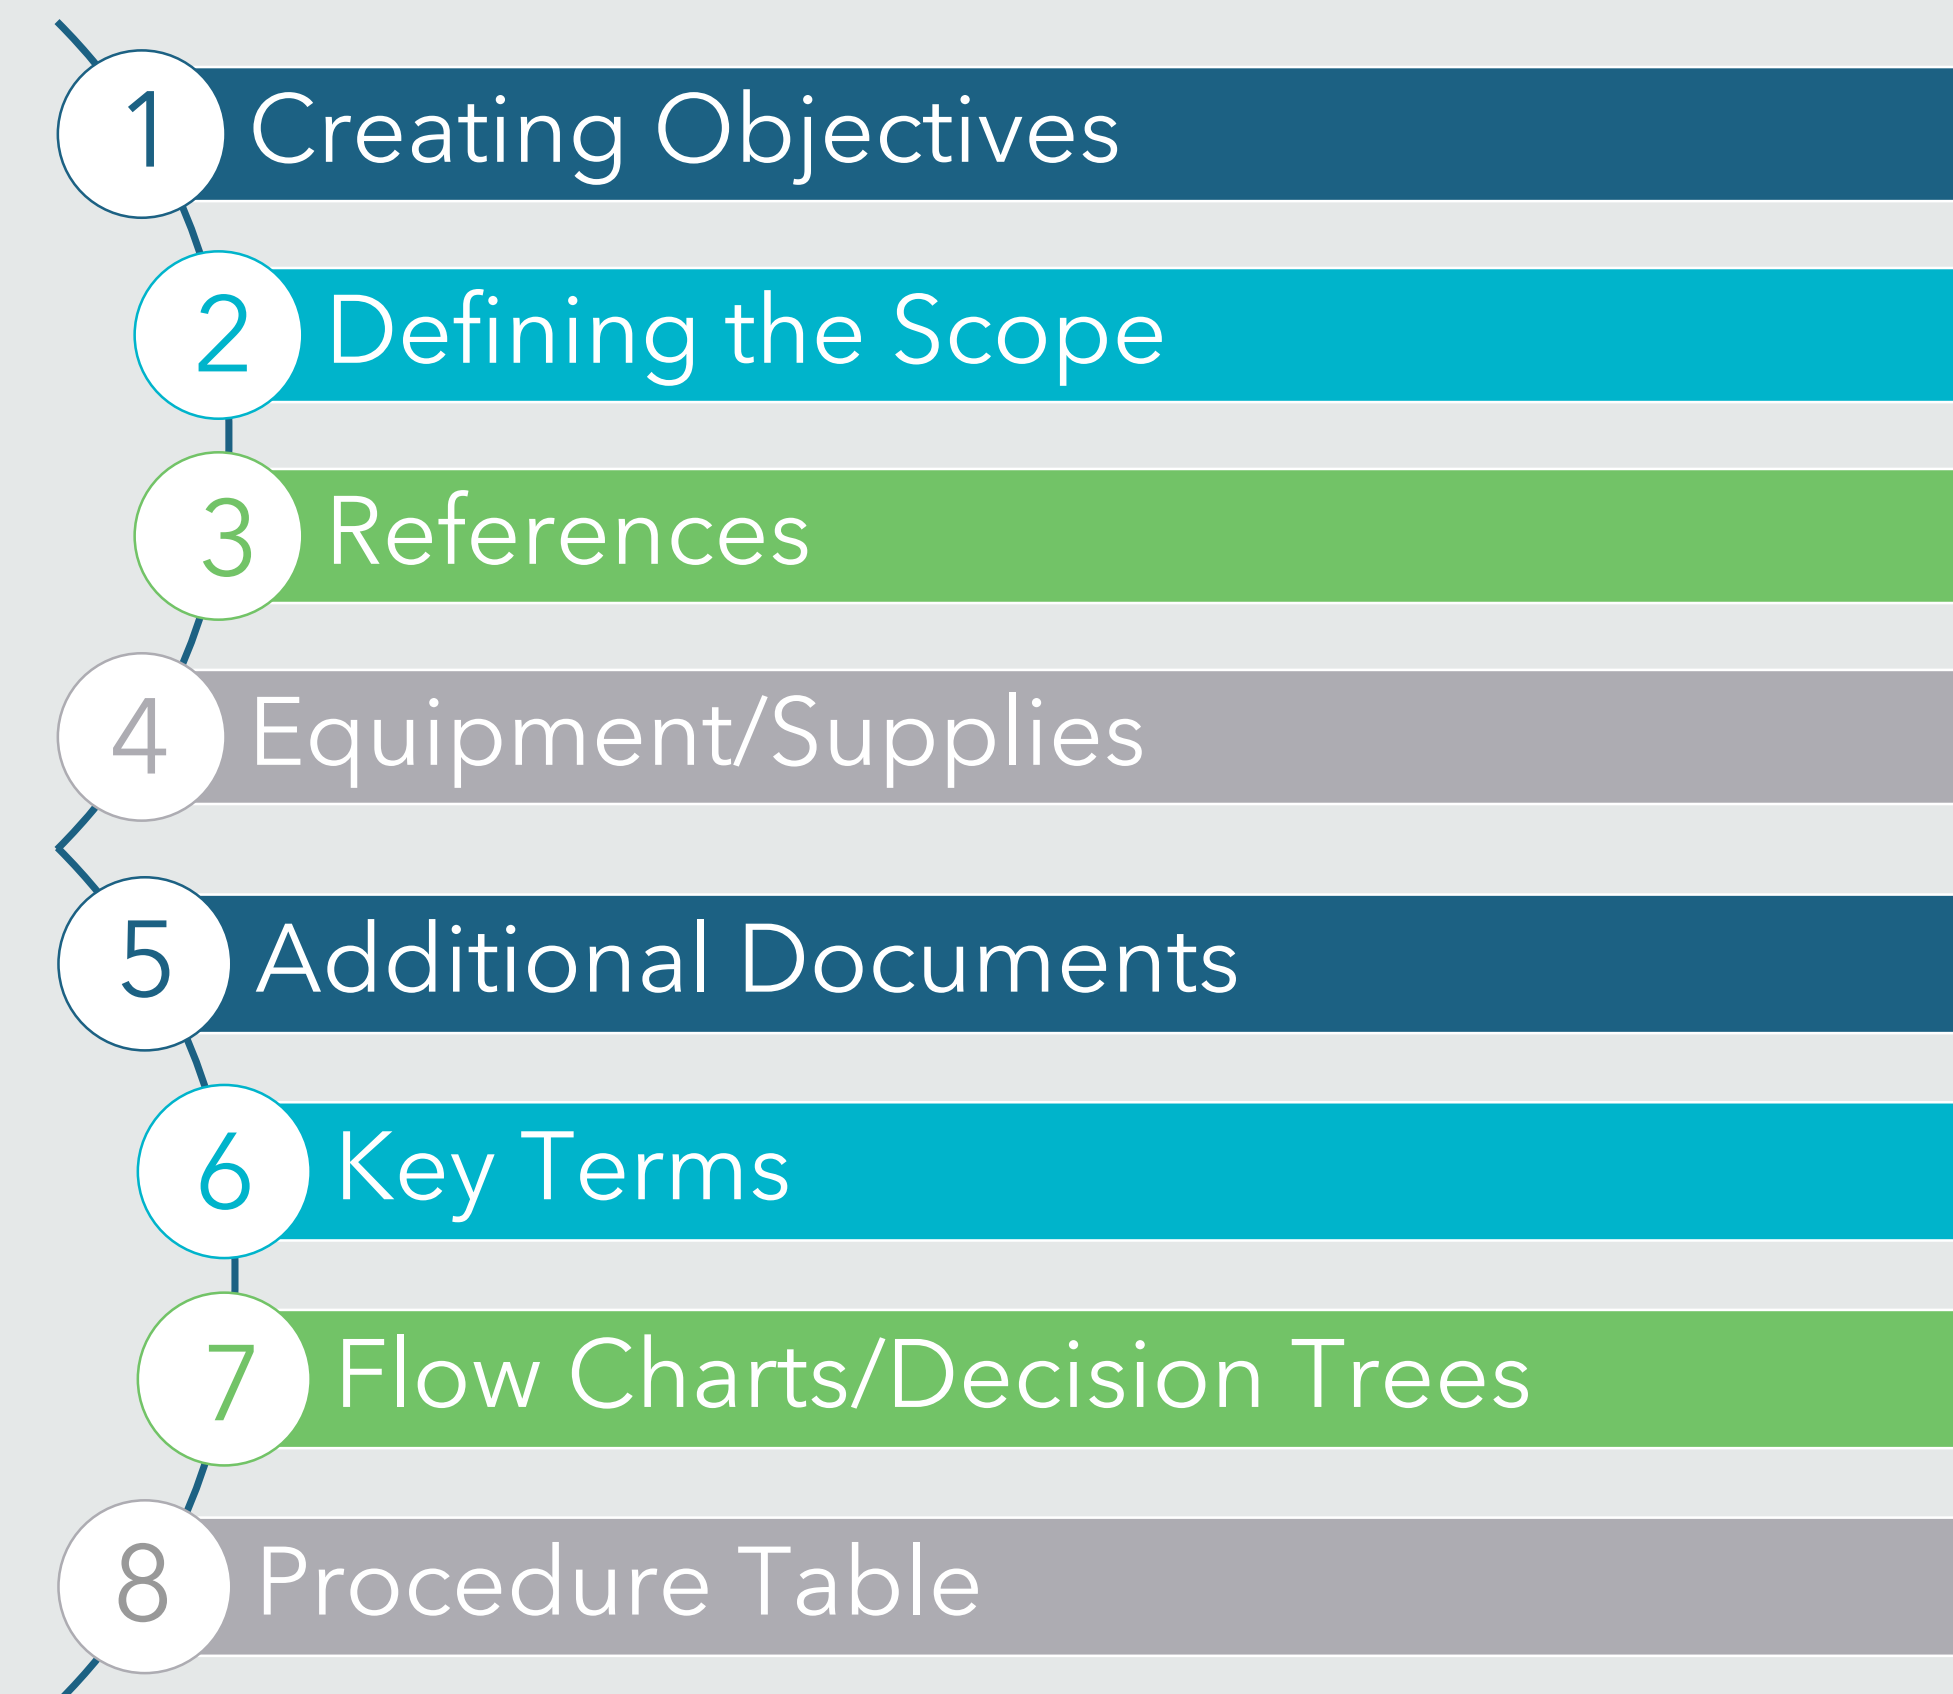 1 Creating Objectives
2 Defining the Scope
3 References
4 Equipment/Supplies
5 Additional Documents
6 Key Terms
7 Flow Charts/Decision Trees
8 Procedure Table